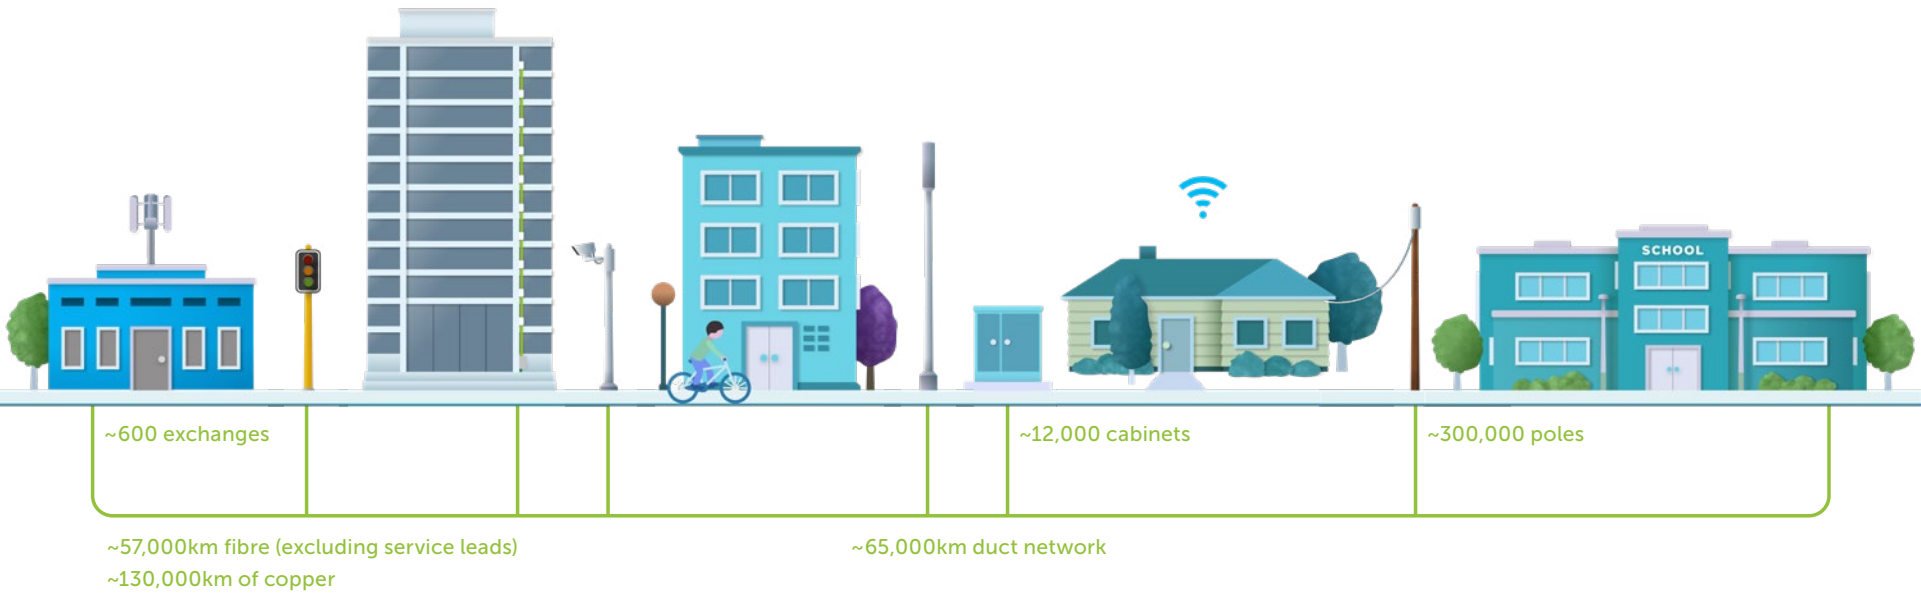 SCHOOL
~600 exchanges
~12,000 cabinets
~300,000 poles
~57,000km fibre (excluding service leads)
~130,000km of copper
~65,000km duct network